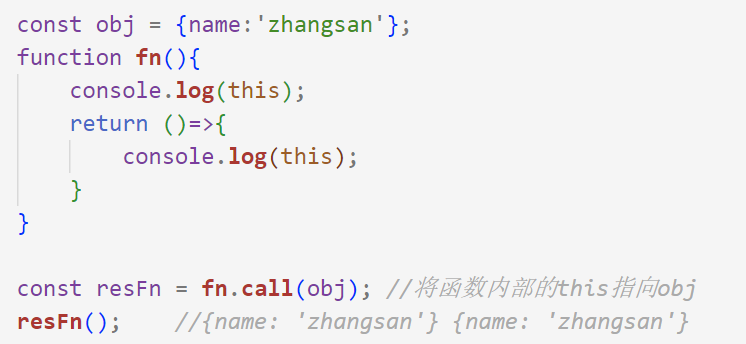 const obj = {name:'zhangsan'};
function fn(){
    console.log(this);
    return ()=>{
        console.log(this);
    }
}

const resFn = fn.call(obj); //将函数内部的this指向obj
resFn();    //{name: 'zhangsan'} {name: 'zhangsan'}